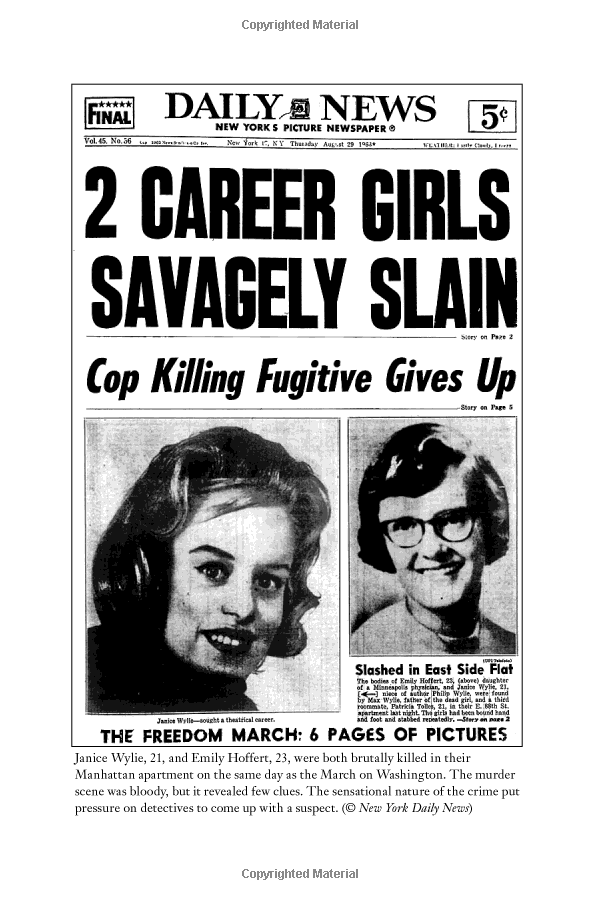 Copyrighted Material
★★★★★
FINAL
DAILY NEWS
NEW YORK'S PICTURE NEWSPAPER ®
5¢
Vol. 45. No. 56
New York 17, N.Y. Thursday August 29 1963★
2 CAREER GIRLS
SAVAGELY SLAIN
Story on Page 2
Cop Killing Fugitive Gives Up
Story on Page 5
Janice Wylie—sought a theatrical career.
(UPI Telefoto)
Slashed in East Side Flat
The bodies of Emily Hoffert, 23, (above) daughter
of a Minneapolis physician, and Janice Wylie, 21,
(←) niece of author Philip Wylie, were found
by Max Wylie, father of the dead girl, and a third
roommate, Patricia Tolles, 21, in their E. 88th St.
apartment last night. The girls had been bound hand
and foot and stabbed repeatedly. —Story on page 2
THE FREEDOM MARCH: 6 PAGES OF PICTURES
Janice Wylie, 21, and Emily Hoffert, 23, were both brutally killed in their
Manhattan apartment on the same day as the March on Washington. The murder
scene was bloody, but it revealed few clues. The sensational nature of the crime put
pressure on detectives to come up with a suspect. (© New York Daily News)
Copyrighted Material